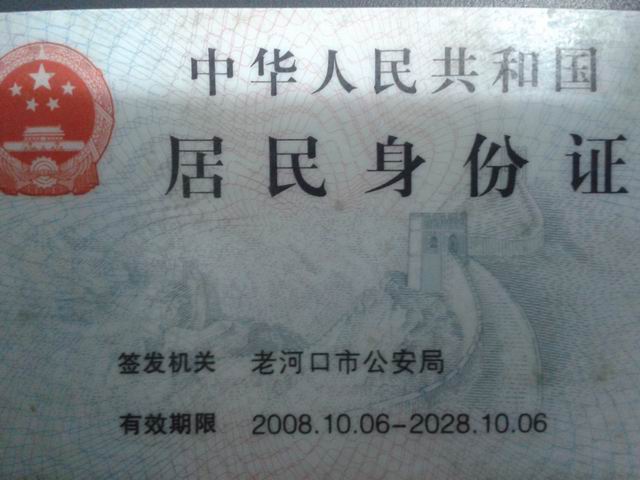 中华人民共和国
居民身份证
签发机关 老河口市公安局
有效期限 2008.10.06-2028.10.06